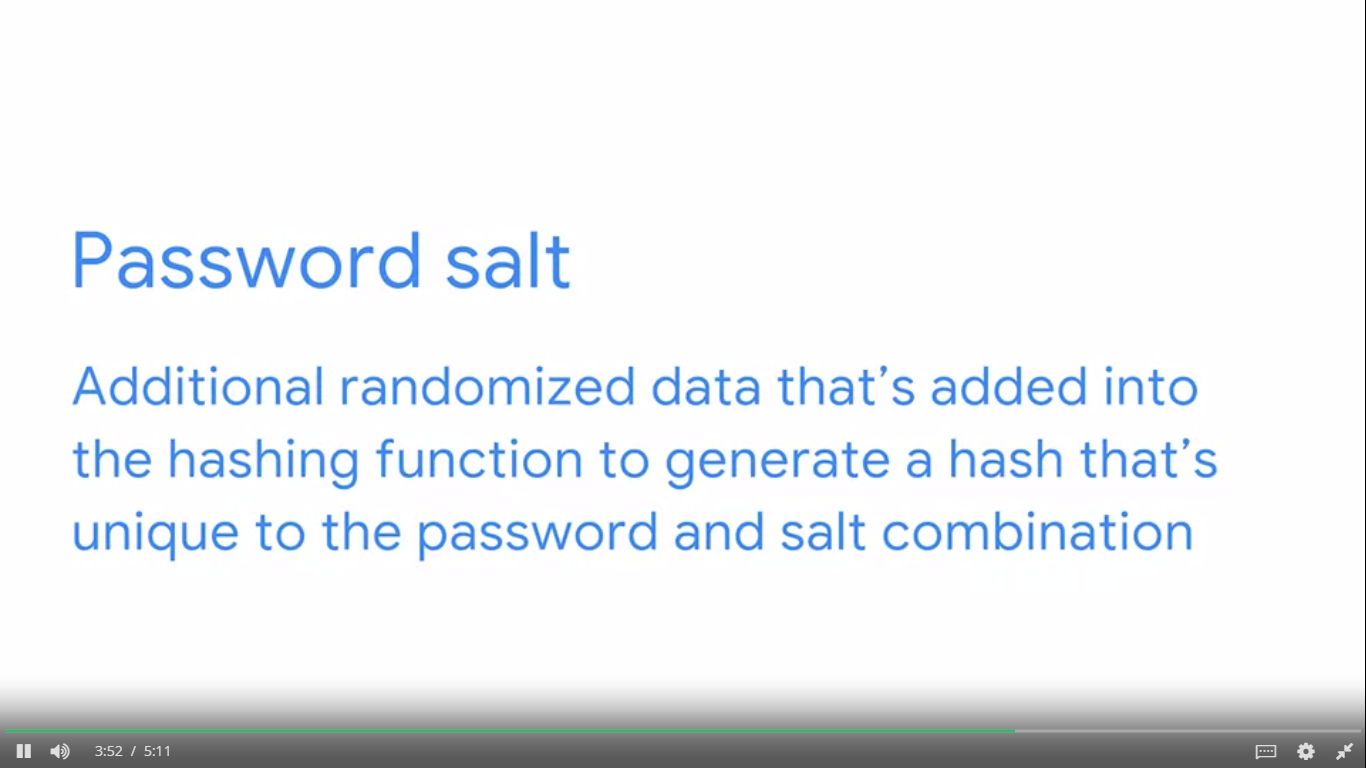 Password salt
Additional randomized data that’s added into
the hashing function to generate a hash that’s
unique to the password and salt combination
3:52 / 5:11